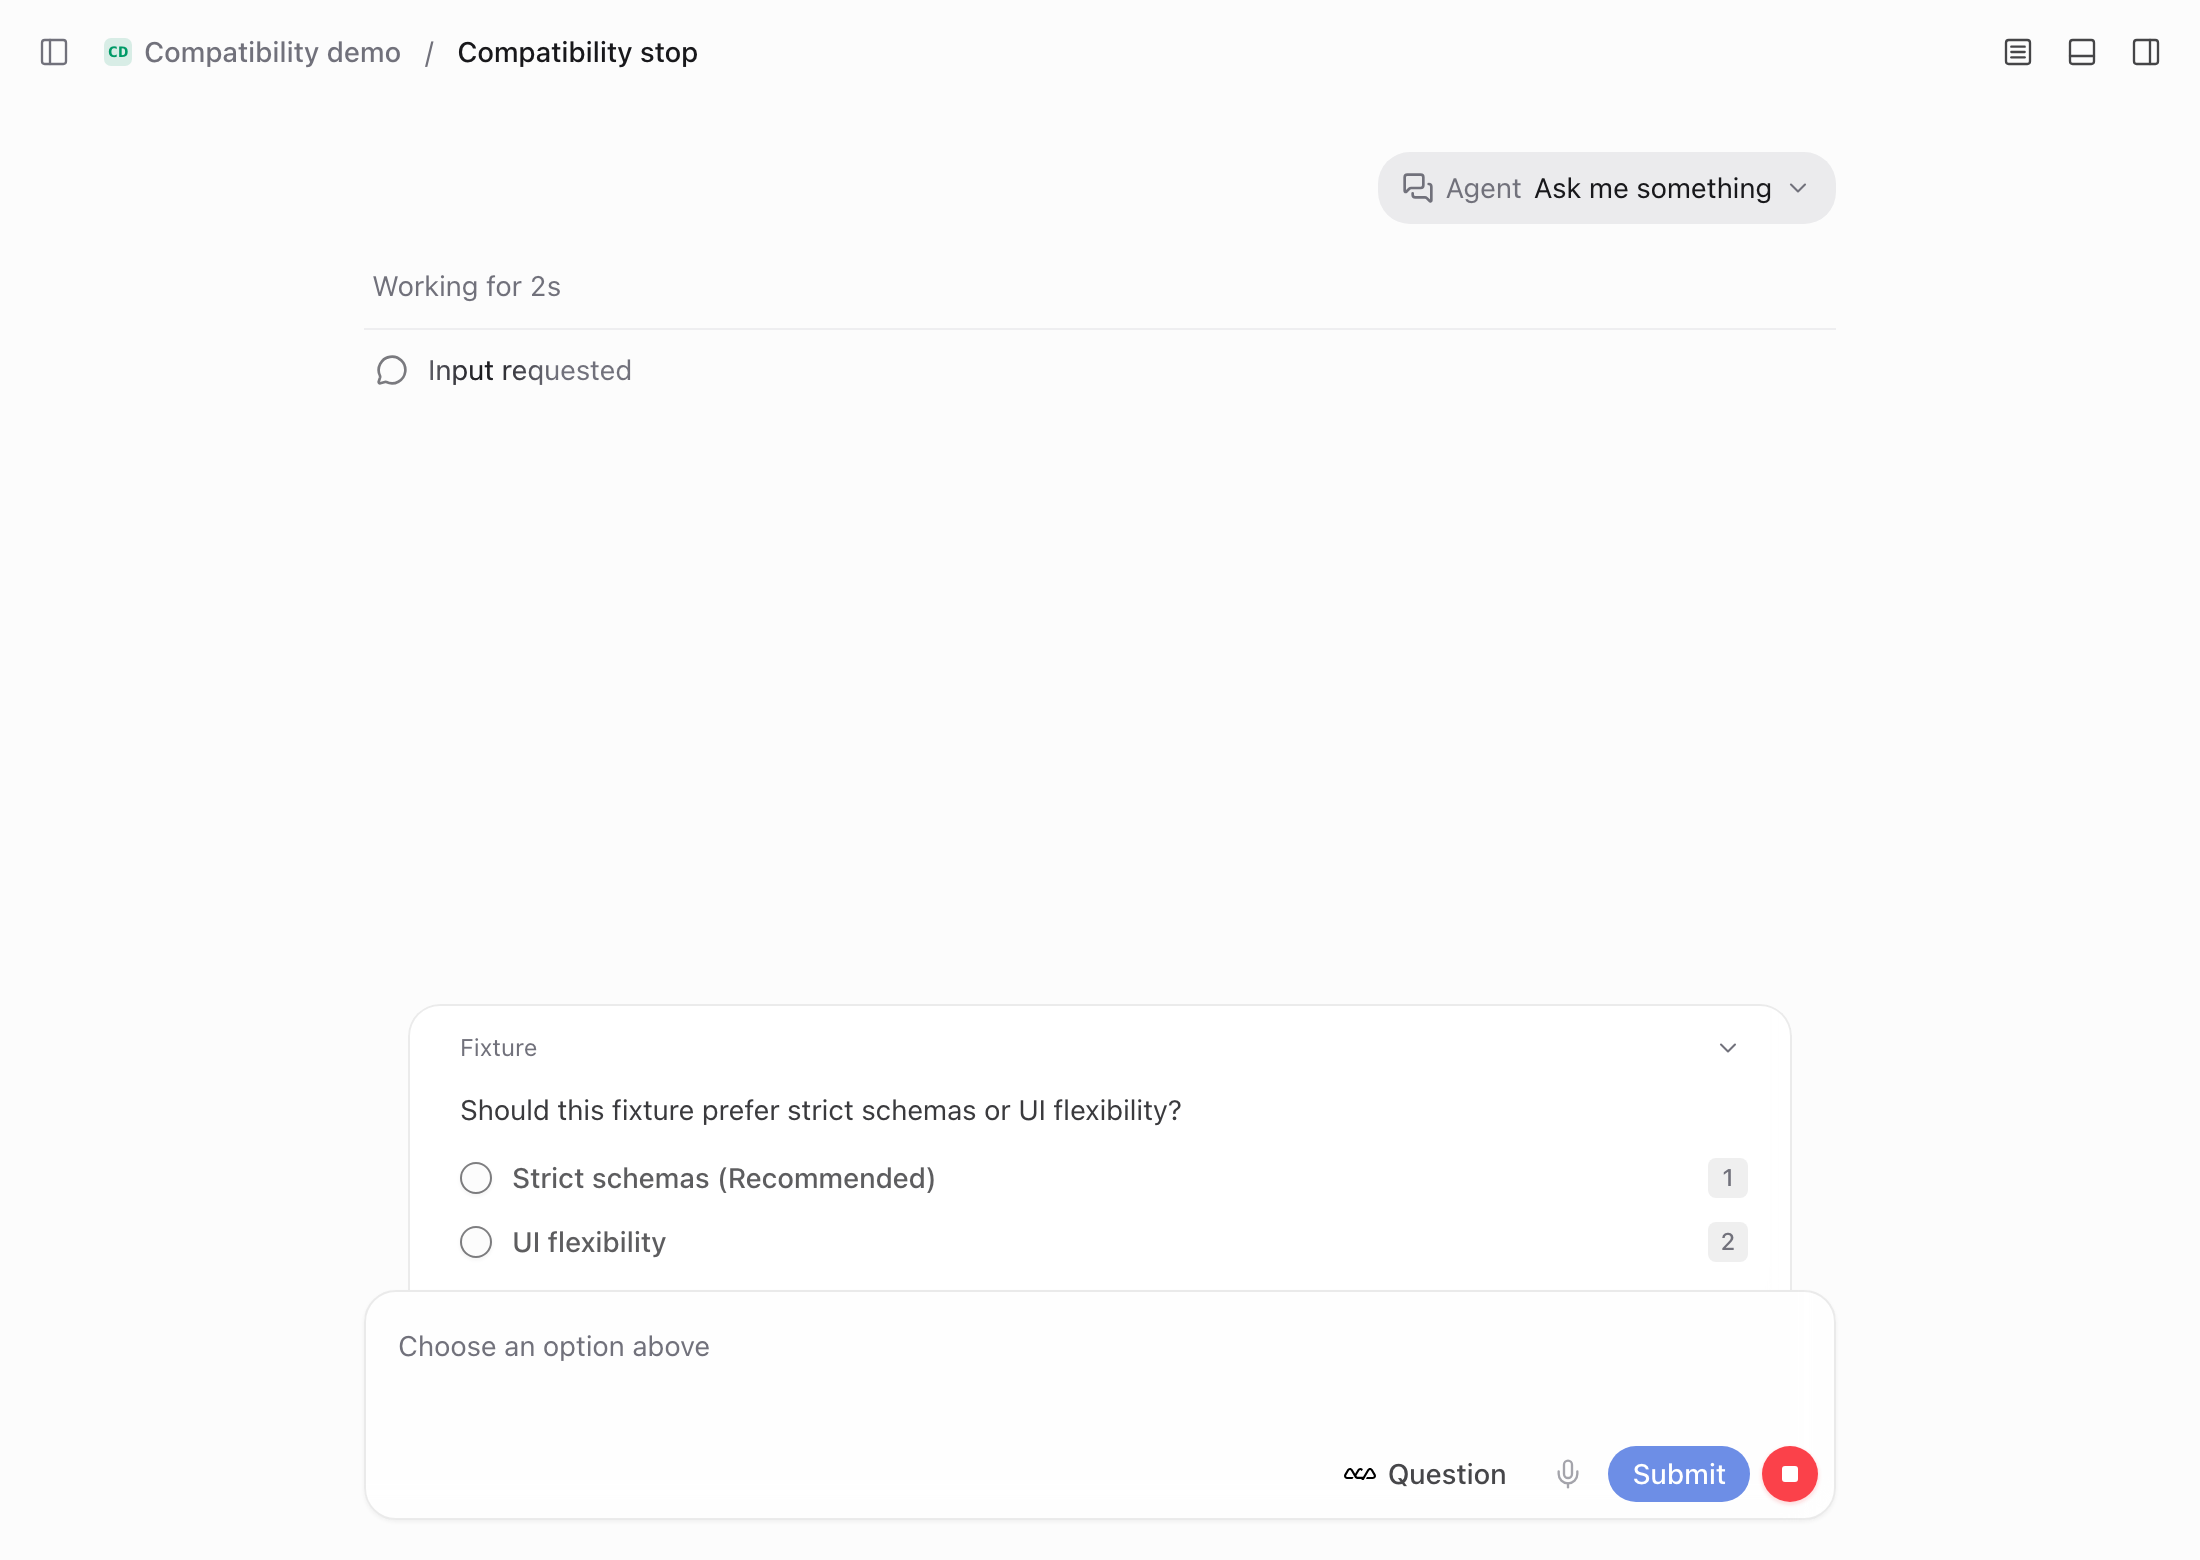 CD Compatibility demo / Compatibility stop
Agent Ask me something
Working for 2s
Input requested
Fixture
Should this fixture prefer strict schemas or UI flexibility?
Strict schemas (Recommended) 1
UI flexibility 2
Choose an option above
Question Submit